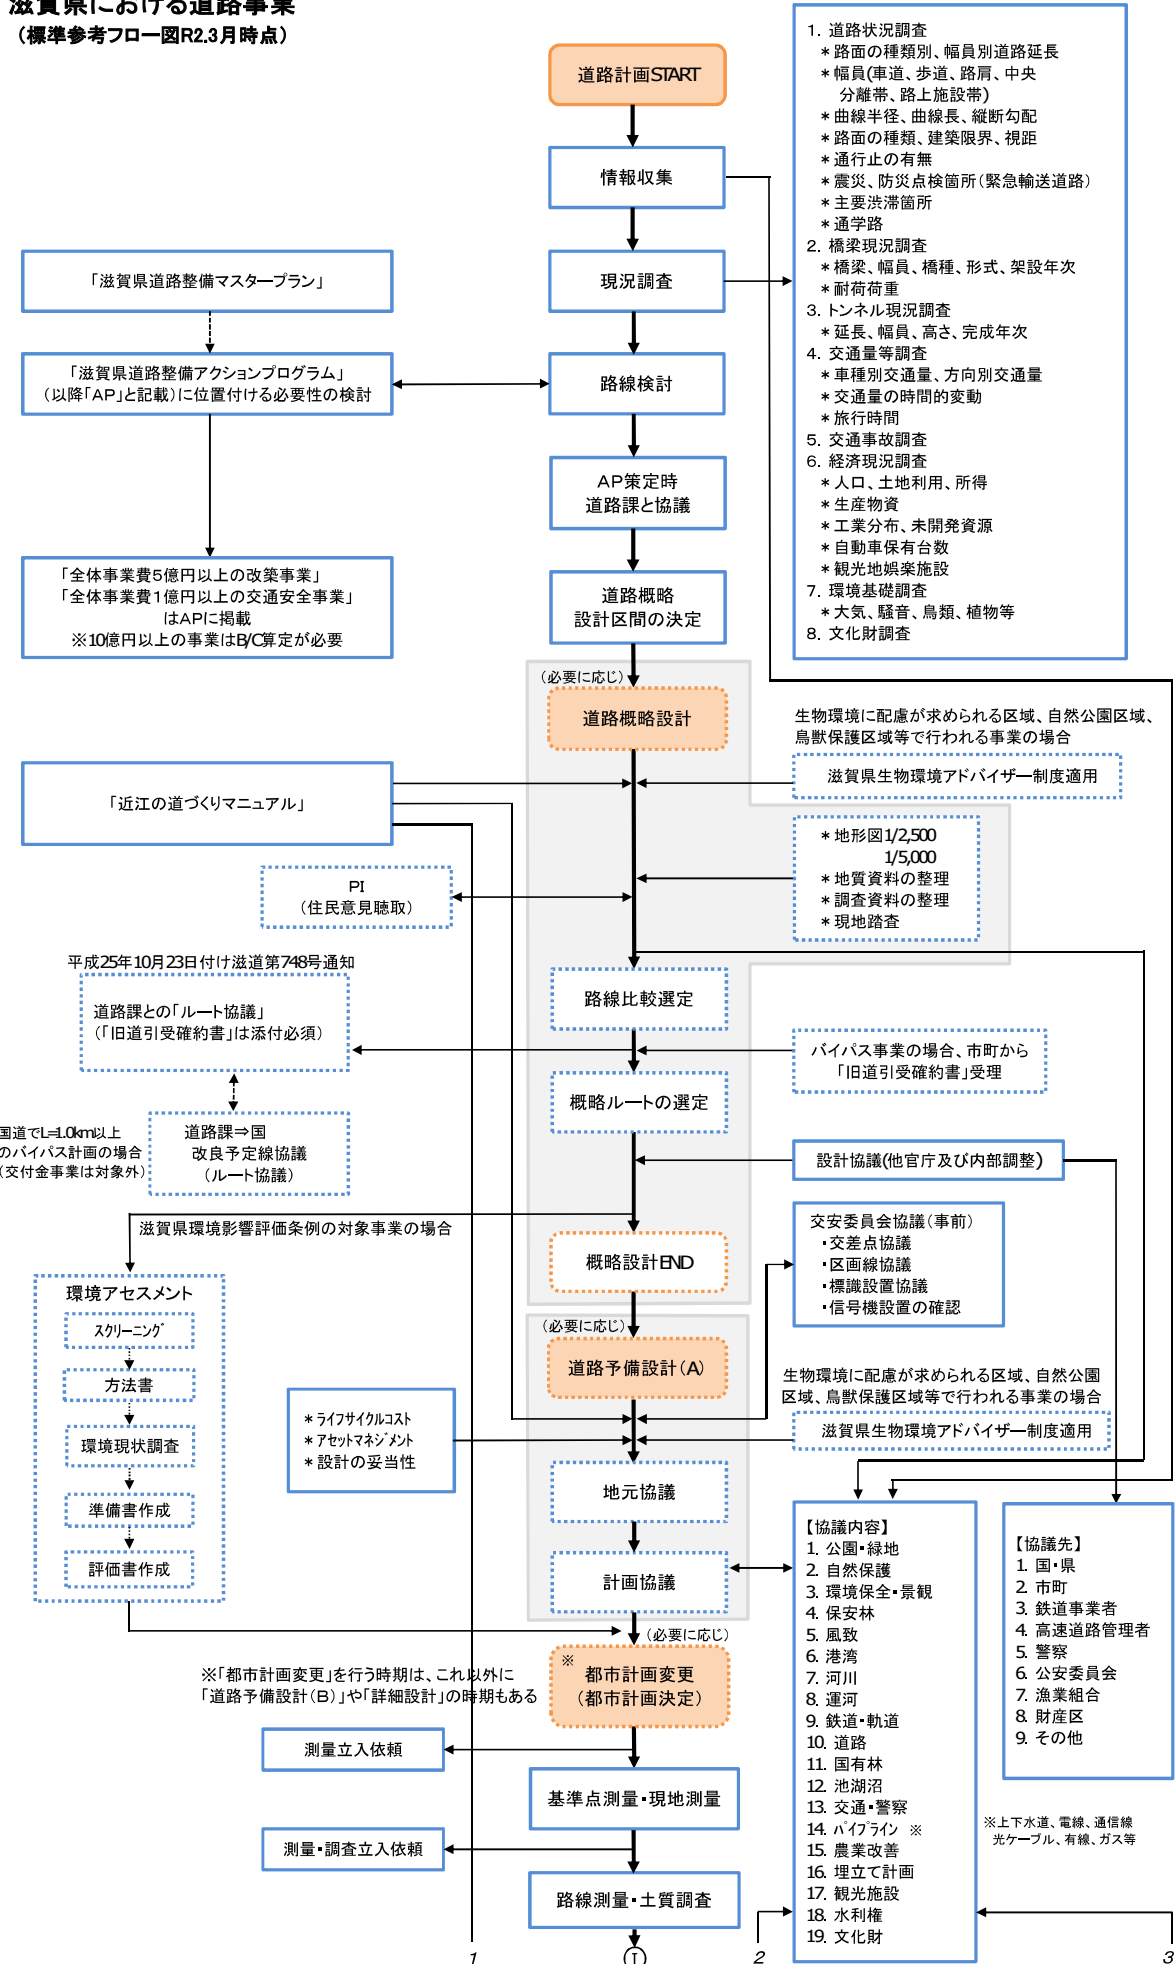 滋賀県における道路事業
（標準参考フロー図R2.3月時点）
道路計画START
情報収集
現況調査
路線検討
AP策定時
道路課と協議
道路概略
設計区間の決定
1. 道路状況調査
＊路面の種類別、幅員別道路延長
＊幅員(車道、歩道、路肩、中央
分離帯、路上施設帯)
＊曲線半径、曲線長、縦断勾配
＊路面の種類、建築限界、視距
＊通行止の有無
＊震災、防災点検箇所（緊急輸送道路）
＊主要渋滞箇所
＊通学路
2. 橋梁現況調査
＊橋梁、幅員、橋種、形式、架設年次
＊耐荷荷重
3. トンネル現況調査
＊延長、幅員、高さ、完成年次
4. 交通量等調査
＊車種別交通量、方向別交通量
＊交通量の時間的変動
＊旅行時間
5. 交通事故調査
6. 経済現況調査
＊人口、土地利用、所得
＊生産物資
＊工業分布、未開発資源
＊自動車保有台数
＊観光地娯楽施設
7. 環境基礎調査
＊大気、騒音、鳥類、植物等
8. 文化財調査
「滋賀県道路整備マスタープラン」
「滋賀県道路整備アクションプログラム」
（以降「AP」と記載）に位置付ける必要性の検討
「全体事業費5億円以上の改築事業」
「全体事業費1億円以上の交通安全事業」
はAPに掲載
※10億円以上の事業はB/C算定が必要
（必要に応じ）
道路概略設計
生物環境に配慮が求められる区域、自然公園区域、
鳥獣保護区域等で行われる事業の場合
滋賀県生物環境アドバイザー制度適用
「近江の道づくりマニュアル」
＊地形図1/2,500
1/5,000
＊地質資料の整理
＊調査資料の整理
＊現地踏査
PI
（住民意見聴取）
平成25年10月23日付け滋道第748号通知
道路課との「ルート協議」
（「旧道引受確約書」は添付必須）
路線比較選定
バイパス事業の場合、市町から
「旧道引受確約書」受理
概略ルートの選定
国道でL=1.0km以上
のバイパス計画の場合
（交付金事業は対象外）
道路課⇒国
改良予定線協議
（ルート協議）
設計協議(他官庁及び内部調整)
滋賀県環境影響評価条例の対象事業の場合
概略設計END
交安委員会協議（事前）
・交差点協議
・区画線協議
・標識設置協議
・信号機設置の確認
環境アセスメント
スクリーニング
方法書
環境現状調査
準備書作成
評価書作成
（必要に応じ）
道路予備設計（A）
生物環境に配慮が求められる区域、自然公園
区域、鳥獣保護区域等で行われる事業の場合
滋賀県生物環境アドバイザー制度適用
＊ライフサイクルコスト
＊アセットマネジメント
＊設計の妥当性
地元協議
計画協議
（必要に応じ）
※
都市計画変更
（都市計画決定）
※「都市計画変更」を行う時期は、これ以外に
「道路予備設計（B）」や「詳細設計」の時期もある
【協議内容】
1. 公園・緑地
2. 自然保護
3. 環境保全・景観
4. 保安林
5. 風致
6. 港湾
7. 河川
8. 運河
9. 鉄道・軌道
10. 道路
11. 国有林
12. 池湖沼
13. 交通・警察
14. パイプライン ※
15. 農業改善
16. 埋立て計画
17. 観光施設
18. 水利権
19. 文化財
【協議先】
1. 国・県
2. 市町
3. 鉄道事業者
4. 高速道路管理者
5. 警察
6. 公安委員会
7. 漁業組合
8. 財産区
9. その他
※上下水道、電線、通信線
光ケーブル、有線、ガス等
測量立入依頼
基準点測量・現地測量
測量・調査立入依頼
路線測量・土質調査
1
I
2
3